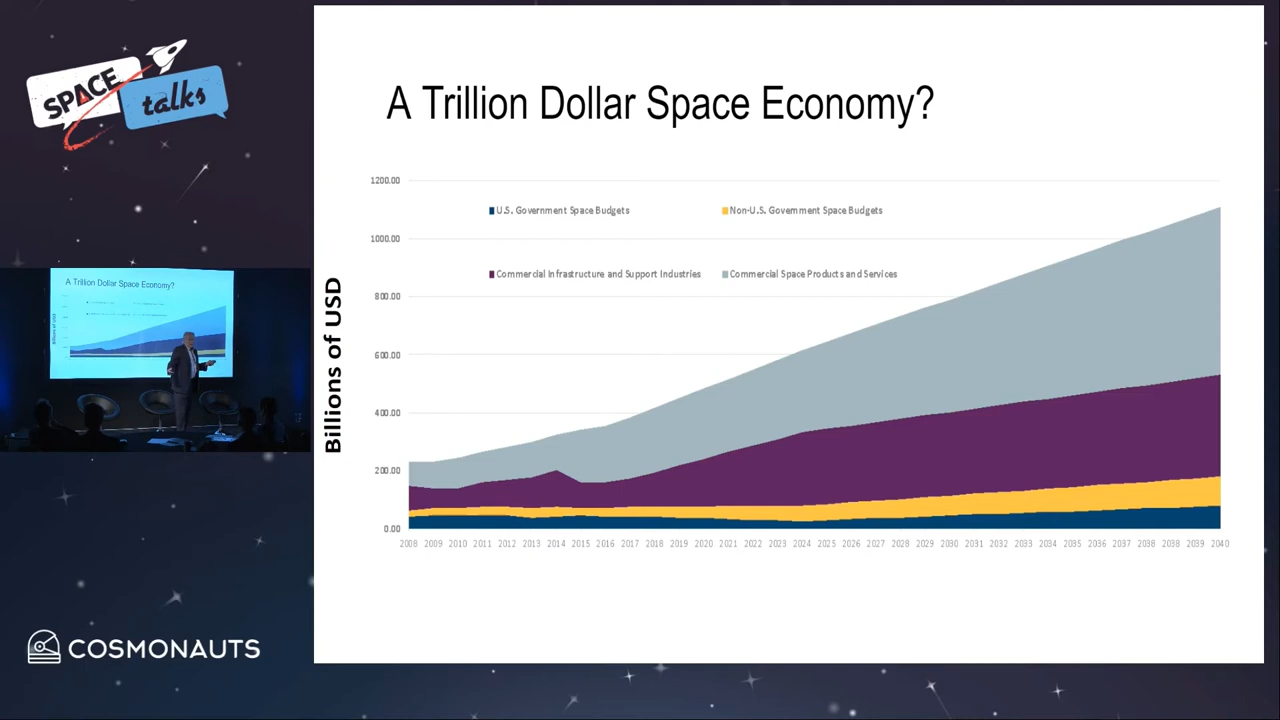 SPACE
talks
A Trillion Dollar Space Economy?
1200.00
1000.00
800.00
600.00
400.00
200.00
0.00
Billions of USD
U.S. Government Space Budgets
Non-U.S. Government Space Budgets
Commercial Infrastructure and Support Industries
Commercial Space Products and Services
2008 2009 2010 2011 2012 2013 2014 2015 2016 2017 2018 2019 2020 2021 2022 2023 2024 2025 2026 2027 2028 2029 2030 2031 2032 2033 2034 2035 2036 2037 2038 2038 2039 2040
A Trillion Dollar Space Economy?
Billions of USD
COSMONAUTS